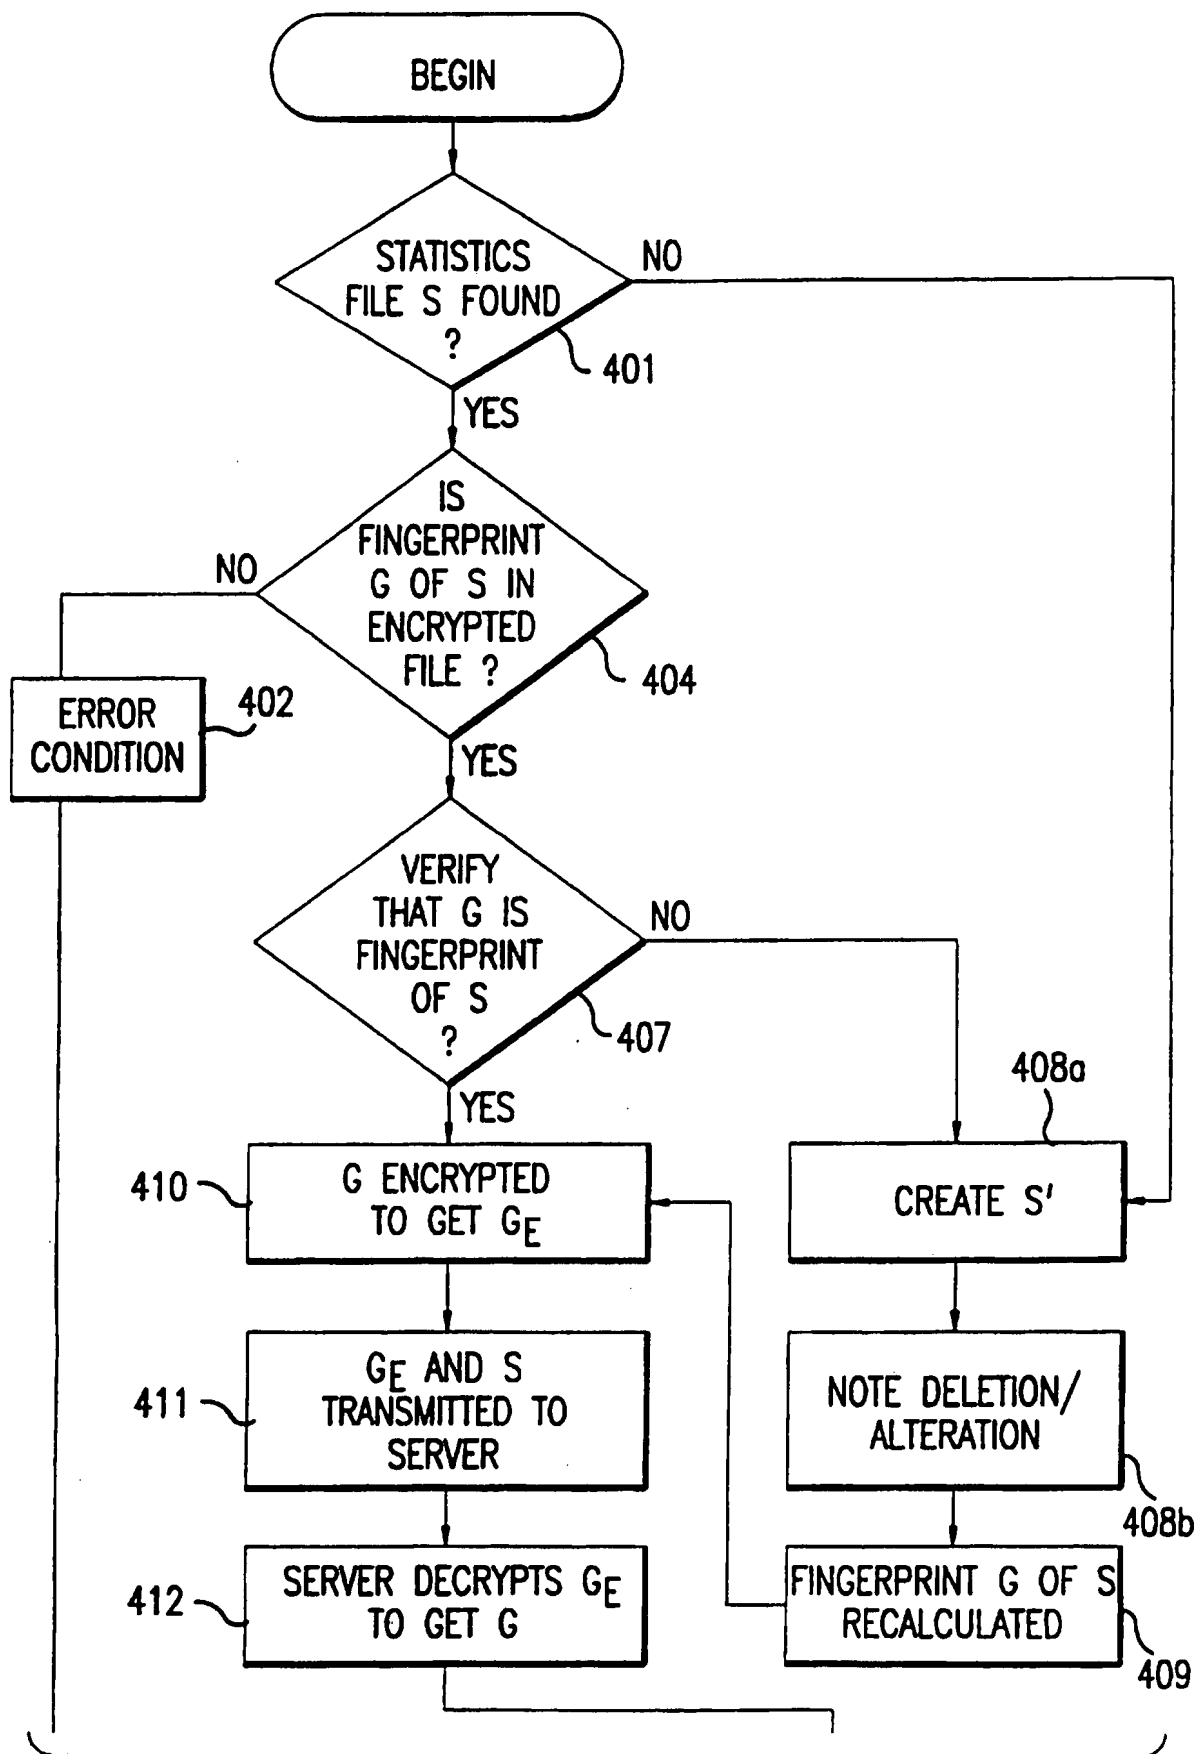 BEGIN
STATISTICS
FILE S FOUND
?
NO
401
YES
IS
FINGERPRINT
G OF S IN
ENCRYPTED
FILE ?
NO
404
ERROR
CONDITION
402
YES
VERIFY
THAT G IS
FINGERPRINT
OF S
?
NO
407
YES
408a
410
G ENCRYPTED
TO GET GE
CREATE S'
411
GE AND S
TRANSMITTED TO
SERVER
NOTE DELETION/
ALTERATION
408b
412
SERVER DECRYPTS GE
TO GET G
FINGERPRINT G OF S
RECALCULATED
409